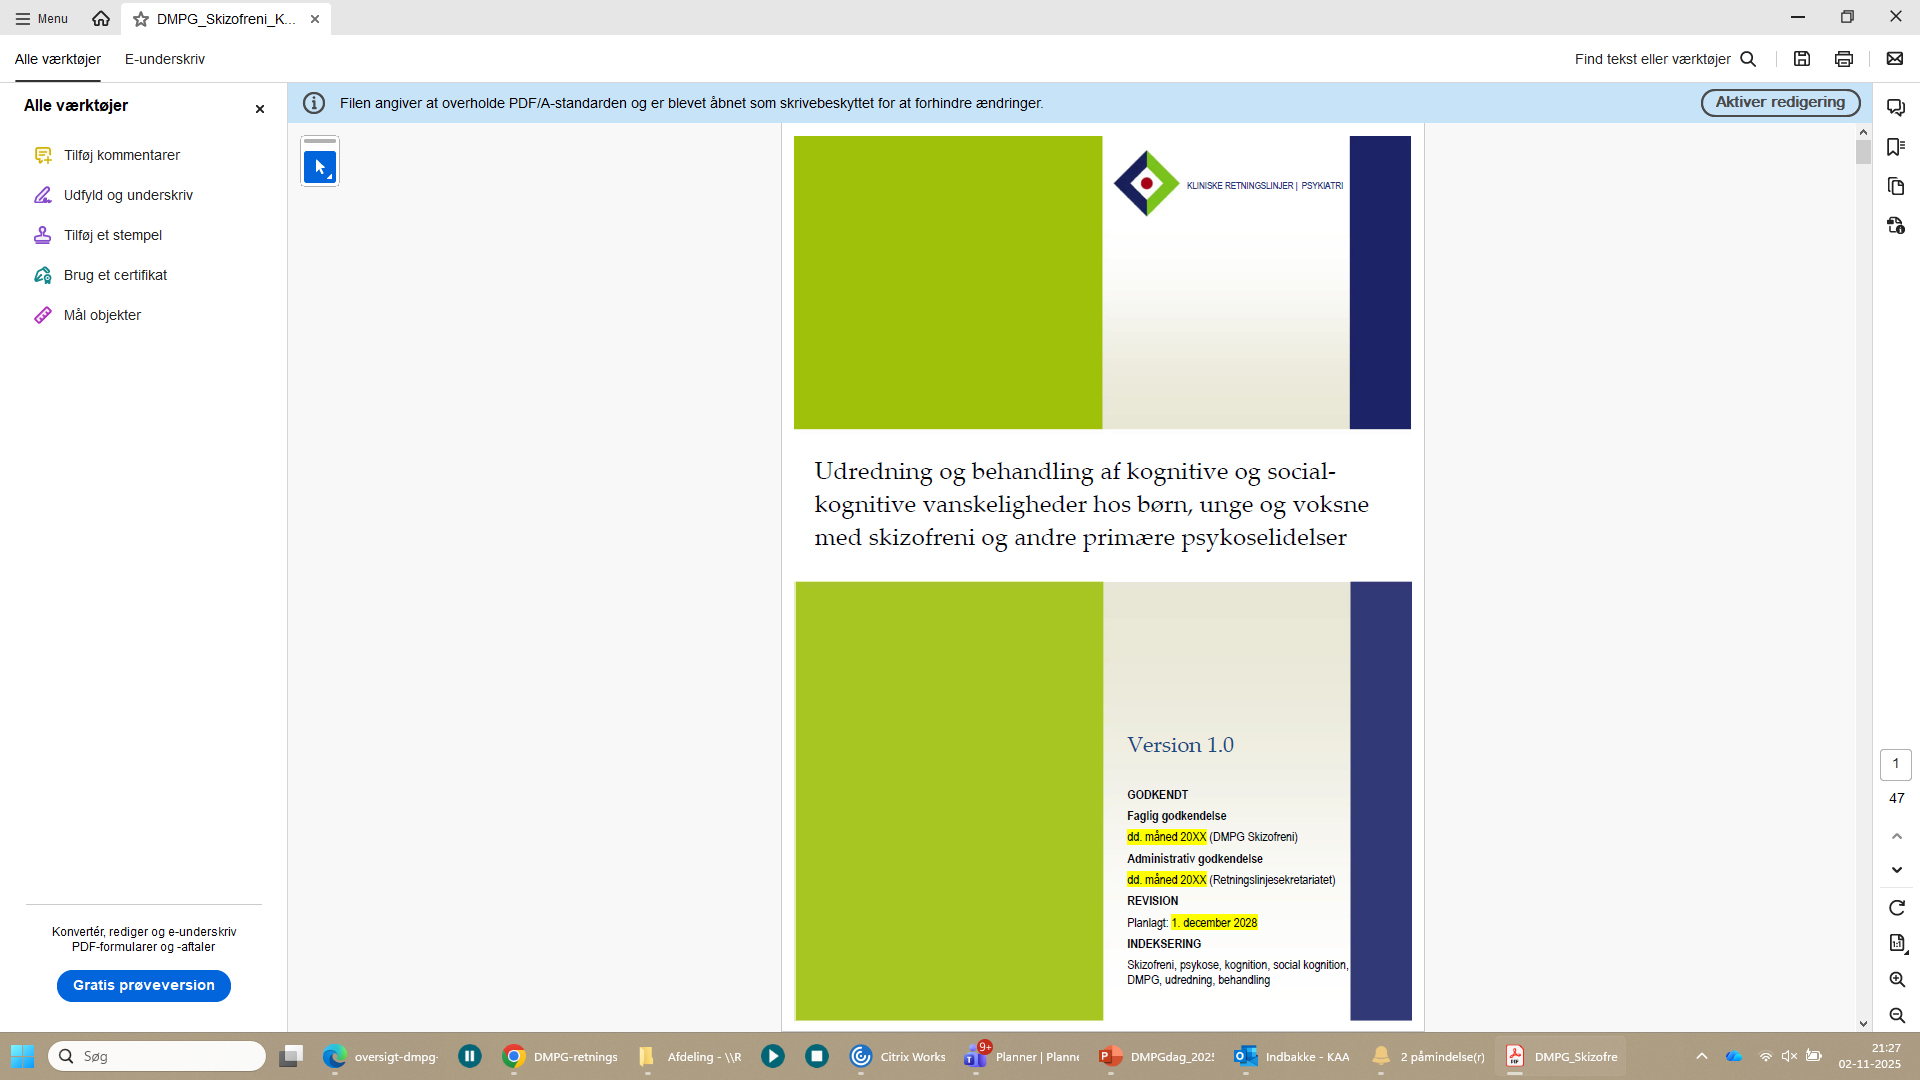 Menu
DMPG_Skizofreni_K...
Alle værktøjer
E-underskriv
Find tekst eller værktøjer
Alle værktøjer
Filen angiver at overholde PDF/A-standarden og er blevet åbnet som skrivebeskyttet for at forhindre ændringer.
Aktiver redigering
Tilføj kommentarer
Udfyld og underskriv
Tilføj et stempel
Brug et certifikat
Mål objekter
KLINISKE RETNINGSLINJER | PSYKIATRI
Udredning og behandling af kognitive og social-
kognitive vanskeligheder hos børn, unge og voksne
med skizofreni og andre primære psykoselidelser
Version 1.0
GODKENDT
Faglig godkendelse
dd. måned 20XX (DMPG Skizofreni)
Administrativ godkendelse
dd. måned 20XX (Retningslinjesekretariatet)
REVISION
Planlagt: 1. december 2028
INDEKSERING
Skizofreni, psykose, kognition, social kognition,
DMPG, udredning, behandling
1
47
Konvertér, rediger og e-underskriv
PDF-formularer og -aftaler
Gratis prøveversion
Søg
oversigt-dmpg-
DMPG-retnings
Afdeling - \\R
Citrix Works
9+
Planner | Planne
DMPGdag_2025
Indbakke - KAA
2 påmindelse(r)
DMPG_Skizofre
21:27
02-11-2025